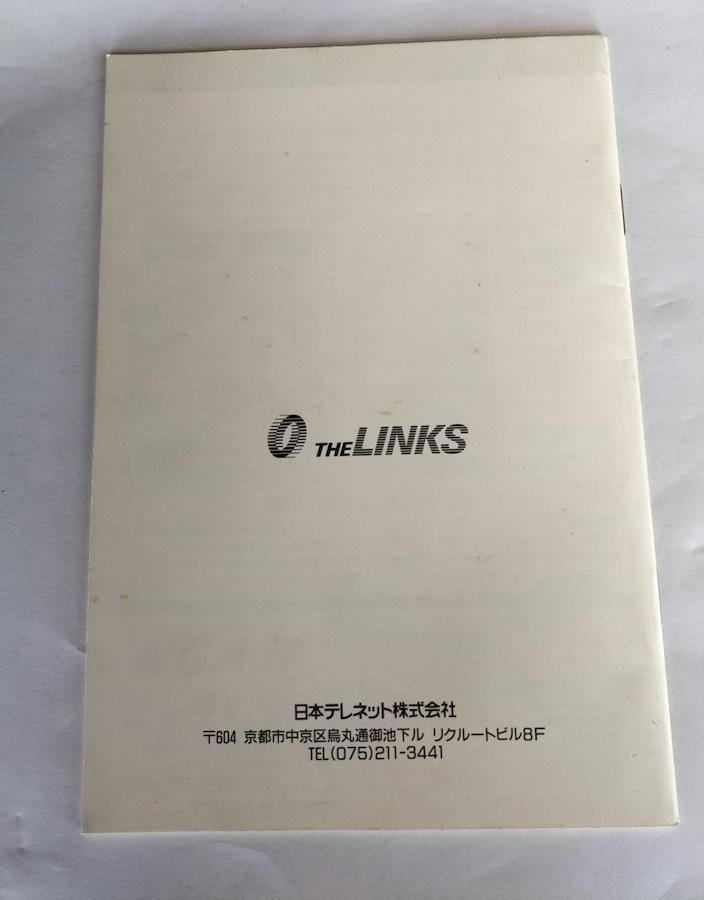 THE LINKS
日本テレネット株式会社
〒604 京都市中京区烏丸通御池下ル リクルートビル8F
TEL(075)211-3441